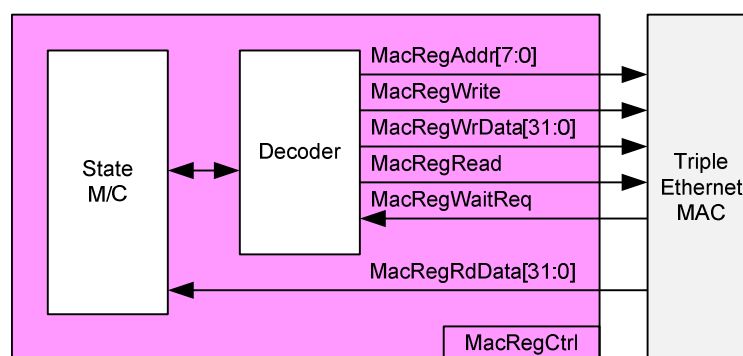 MacRegAddr[7:0]
MacRegWrite
MacRegWrData[31:0]
Decoder
MacRegRead
State
M/C
MacRegWaitReq
Triple
Ethernet
MAC
MacRegRdData[31:0]
MacRegCtrl